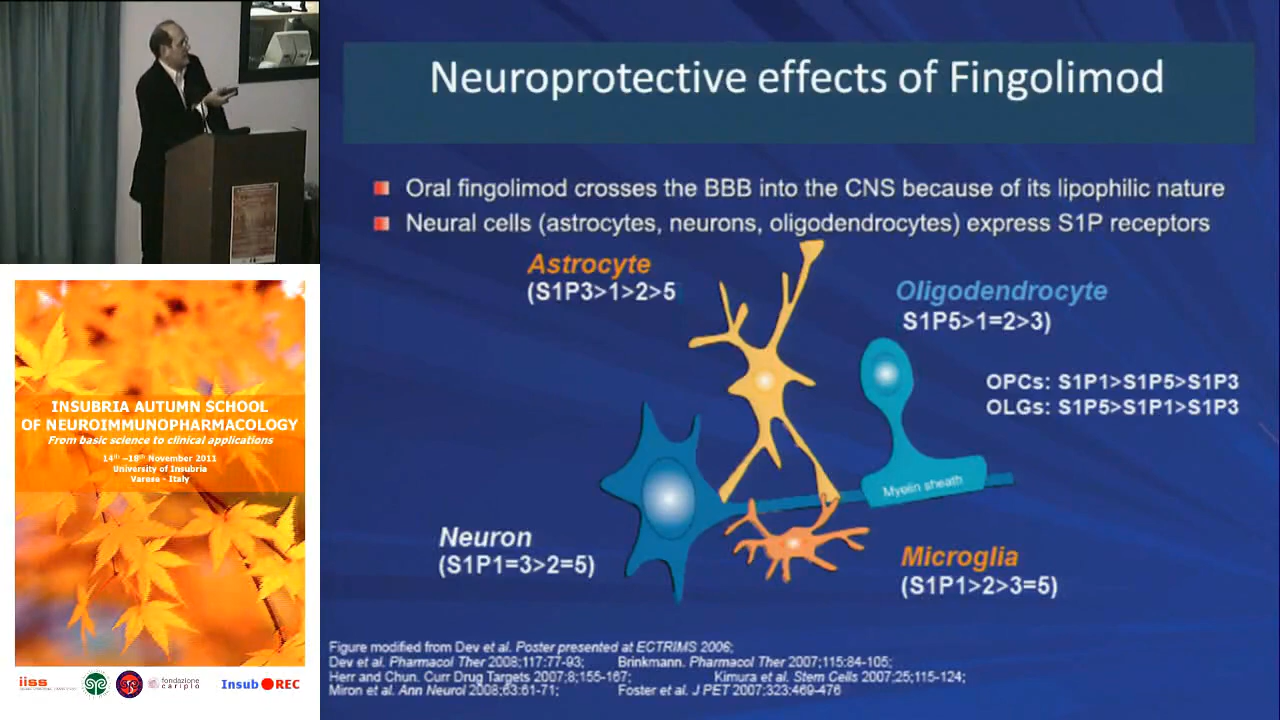 Neuroprotective effects of Fingolimod
Oral fingolimod crosses the BBB into the CNS because of its lipophilic nature
Neural cells (astrocytes, neurons, oligodendrocytes) express S1P receptors
Astrocyte
(S1P3>1>2>5
Oligodendrocyte
S1P5>1=2>3)
OPCs: S1P1>S1P5>S1P3
OLGs: S1P5>S1P1>S1P3
Myelin sheath
Neuron
(S1P1=3>2=5)
Microglia
(S1P1>2>3=5)
Figure modified from Dev et al. Poster presented at ECTRIMS 2006;
Dev et al. Pharmacol Ther 2008;117:77-93; Brinkmann. Pharmacol Ther 2007;115:84-105;
Herr and Chun. Curr Drug Targets 2007;8;155-167; Kimura et al. Stem Cells 2007;25;115-124;
Miron et al. Ann Neurol 2008;63:61-71; Foster et al. J PET 2007;323:469-476
INSUBRIA AUTUMN SCHOOL
OF NEUROIMMUNOPHARMACOLOGY
From basic science to clinical applications
14th –18th November 2011
University of Insubria
Varese - Italy
iiss
fondazione
cariplo
Insub REC